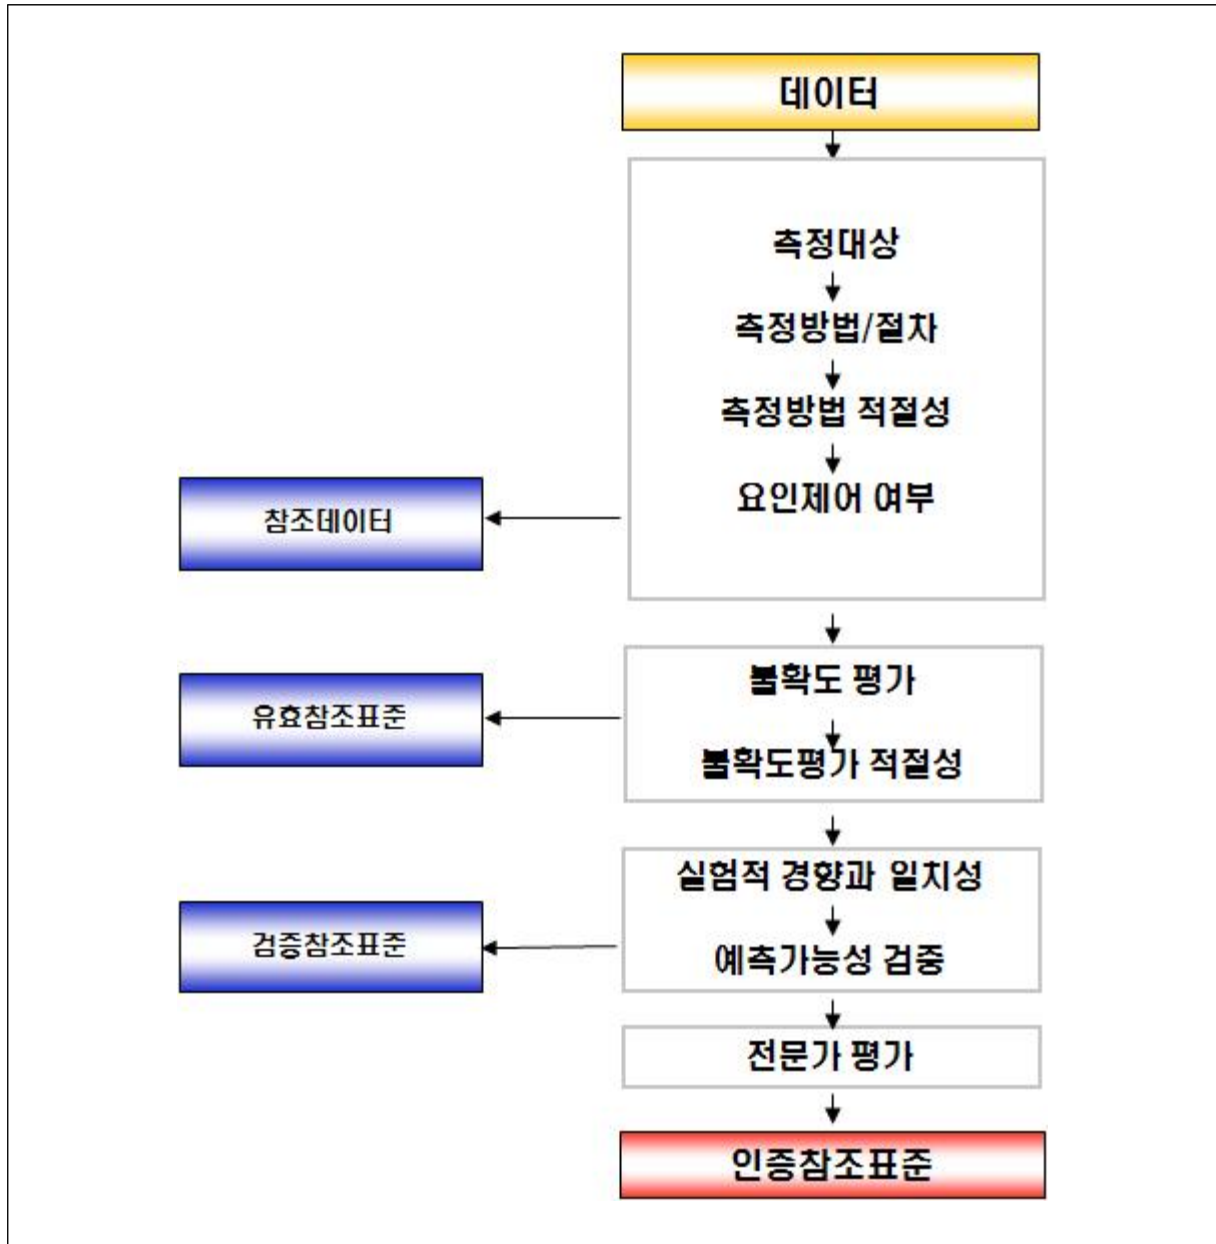 데이터
측정대상
측정방법/절차
측정방법 적절성
요인제어 여부
참조데이터
불확도 평가
불확도평가 적절성
유효참조표준
실험적 경향과 일치성
예측가능성 검중
검증참조표준
전문가 평가
인증참조표준